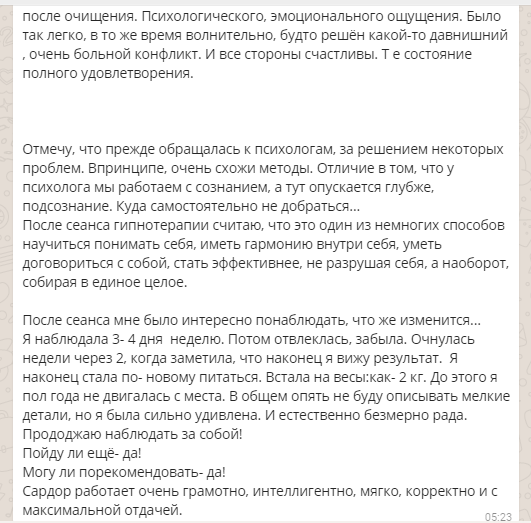 после очищения. Психологического, эмоционального ощущения. Было
так легко, в то же время волнительно, будто решён какой-то давнишний
, очень больной конфликт. И все стороны счастливы. Т е состояние
полного удовлетворения.
Отмечу, что прежде обращалась к психологам, за решением некоторых
проблем. Впринципе, очень схожи методы. Отличие в том, что у
психолога мы работаем с сознанием, а тут опускается глубже,
подсознание. Куда самостоятельно не добраться...
После сеанса гипнотерапии считаю, что это один из немногих способов
научиться понимать себя, иметь гармонию внутри себя, уметь
договориться с собой, стать эффективнее, не разрушая себя, а наоборот,
собирая в единое целое.
После сеанса мне было интересно понаблюдать, что же изменится...
Я наблюдала 3- 4 дня  неделю. Потом отвлеклась, забыла. Очнулась
недели через 2, когда заметила, что наконец я вижу результат.  Я
наконец стала по- новому питаться. Встала на весы:как- 2 кг. До этого я
пол года не двигалась с места. В общем опять не буду описывать мелкие
детали, но я была сильно удивлена. И естественно безмерно рада.
Прододжаю наблюдать за собой!
Пойду ли ещё- да!
Могу ли порекомендовать- да!
Сардор работает очень грамотно, интеллигентно, мягко, корректно и с
максимальной отдачей.
05:23